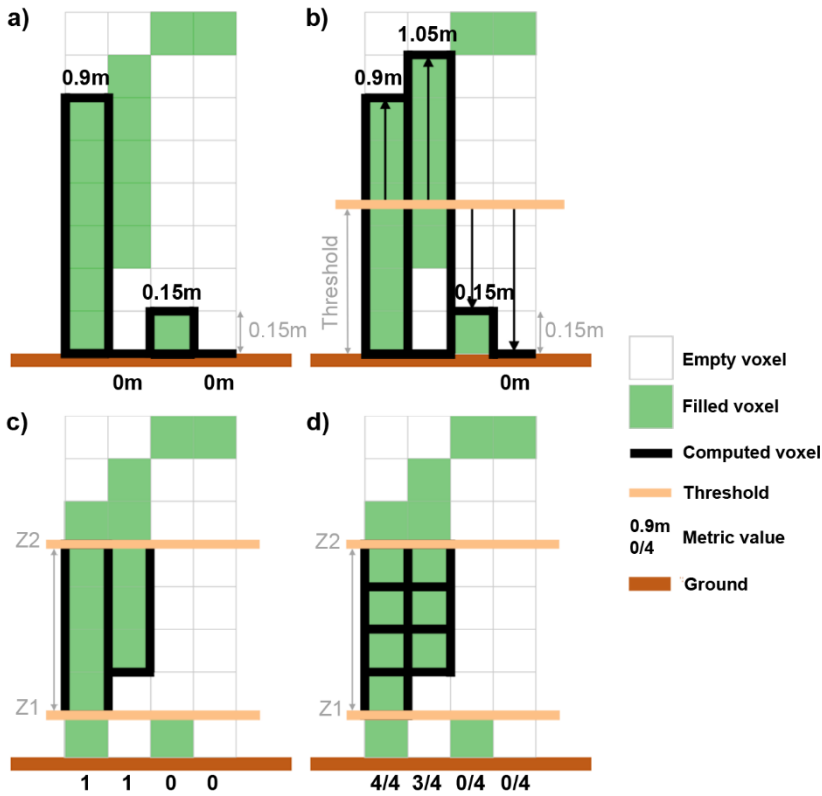 a)
0.9m
0.15m
0.15m
0m
0m
b)
1.05m
0.9m
Threshold
0.15m
0.15m
0m
c)
Z2
Z1
1
1
0
0
d)
Z2
Z1
4/4
3/4
0/4
0/4
Empty voxel
Filled voxel
Computed voxel
Threshold
0.9m
0/4
Metric value
Ground